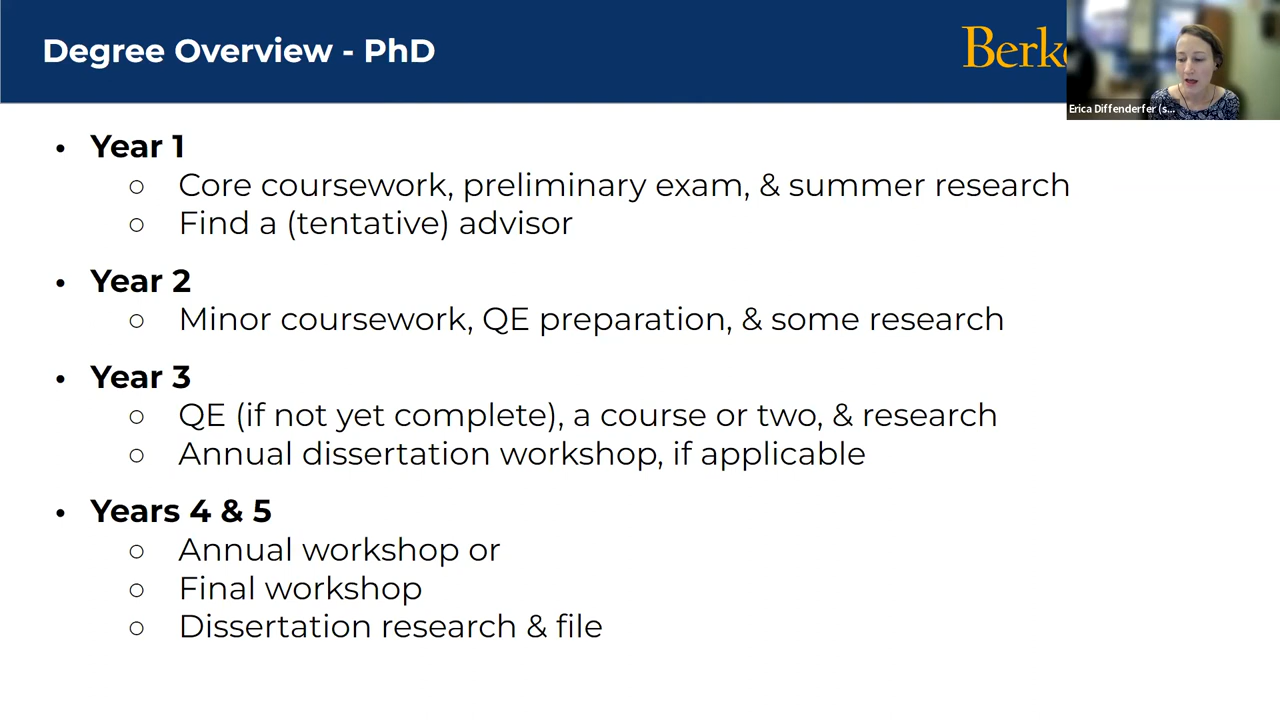 Degree Overview - PhD
Berke
Erica Diffenderfer (s...
• Year 1
○ Core coursework, preliminary exam, & summer research
○ Find a (tentative) advisor
• Year 2
○ Minor coursework, QE preparation, & some research
• Year 3
○ QE (if not yet complete), a course or two, & research
○ Annual dissertation workshop, if applicable
• Years 4 & 5
○ Annual workshop or
○ Final workshop
○ Dissertation research & file